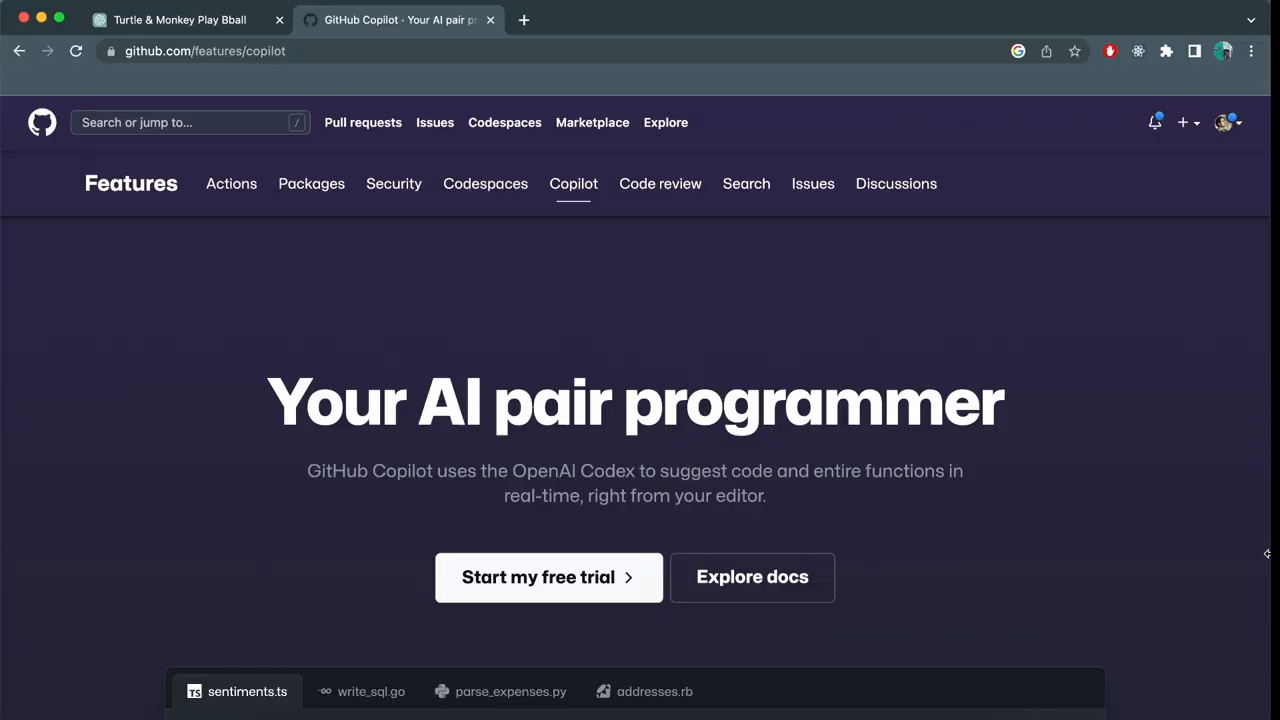 Turtle & Monkey Play Bball
GitHub Copilot · Your AI pair pr
github.com/features/copilot
Search or jump to... /
Pull requests Issues Codespaces Marketplace Explore
Features Actions Packages Security Codespaces Copilot Code review Search Issues Discussions
Your AI pair programmer
GitHub Copilot uses the OpenAI Codex to suggest code and entire functions in
real-time, right from your editor.
Start my free trial
Explore docs
TS sentiments.ts write_sql.go parse_expenses.py addresses.rb